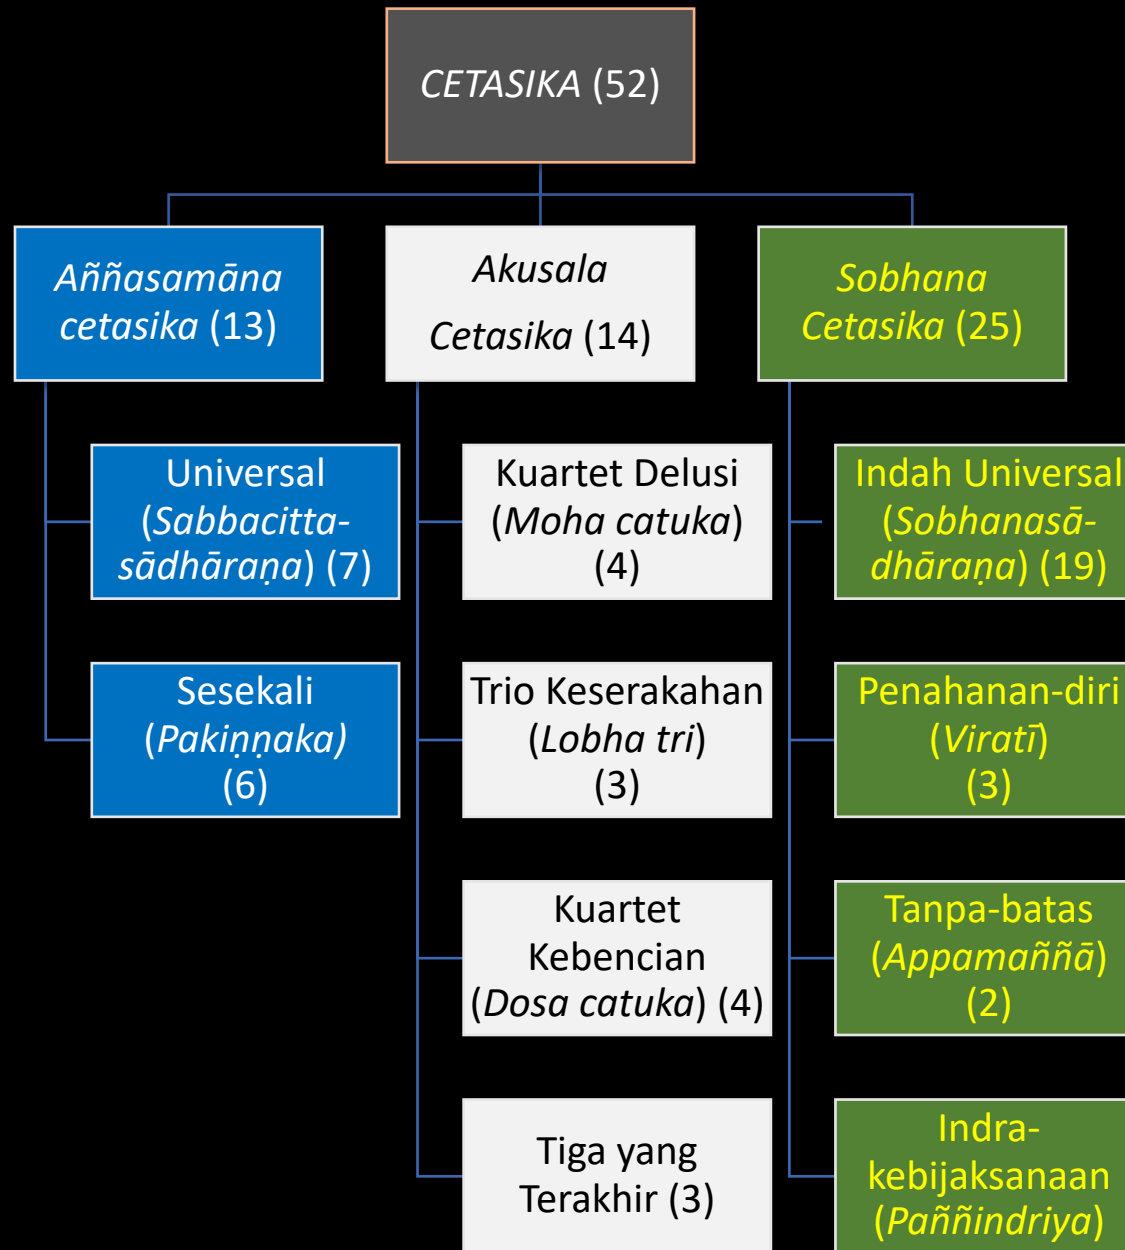 CETASIKA (52)
Aññasamāna
cetasika (13)
Universal
(Sabbacitta-
sādhāraṇa) (7)
Sesekali
(Pakiṇṇaka)
(6)
Akusala
Cetasika (14)
Kuartet Delusi
(Moha catuka)
(4)
Trio Keserakahan
(Lobha tri)
(3)
Kuartet
Kebencian
(Dosa catuka) (4)
Tiga yang
Terakhir (3)
Sobhana
Cetasika (25)
Indah Universal
(Sobhanasā-
dhāraṇa) (19)
Penahanan-diri
(Viratī)
(3)
Tanpa-batas
(Appamaññā)
(2)
Indra-
kebijaksanaan
(Paññindriya)